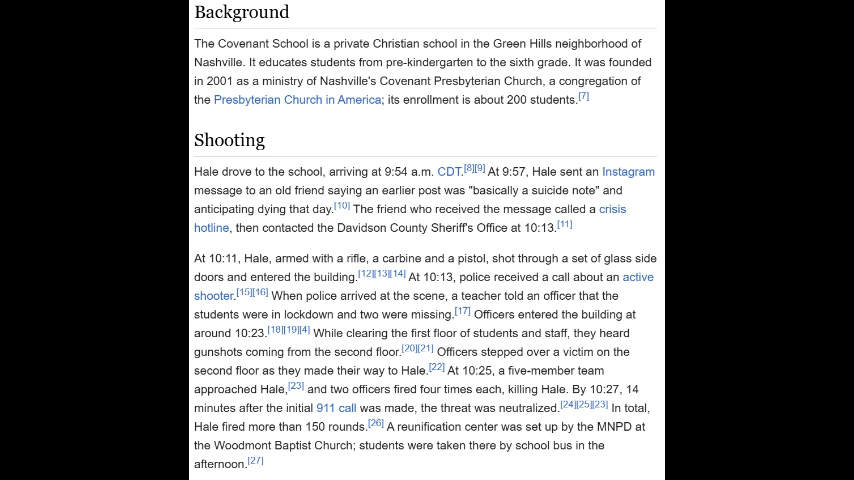 Background
The Covenant School is a private Christian school in the Green Hills neighborhood of
Nashville. It educates students from pre-kindergarten to the sixth grade. It was founded
in 2001 as a ministry of Nashville's Covenant Presbyterian Church, a congregation of
the Presbyterian Church in America; its enrollment is about 200 students.[7]
Shooting
Hale drove to the school, arriving at 9:54 a.m. CDT.[8][9] At 9:57, Hale sent an Instagram
message to an old friend saying an earlier post was "basically a suicide note" and
anticipating dying that day.[10] The friend who received the message called a crisis
hotline, then contacted the Davidson County Sheriff's Office at 10:13.[11]
At 10:11, Hale, armed with a rifle, a carbine and a pistol, shot through a set of glass side
doors and entered the building.[12][13][14] At 10:13, police received a call about an active
shooter.[15][16] When police arrived at the scene, a teacher told an officer that the
students were in lockdown and two were missing.[17] Officers entered the building at
around 10:23.[18][19][4] While clearing the first floor of students and staff, they heard
gunshots coming from the second floor.[20][21] Officers stepped over a victim on the
second floor as they made their way to Hale.[22] At 10:25, a five-member team
approached Hale,[23] and two officers fired four times each, killing Hale. By 10:27, 14
minutes after the initial 911 call was made, the threat was neutralized.[24][25][23] In total,
Hale fired more than 150 rounds.[26] A reunification center was set up by the MNPD at
the Woodmont Baptist Church; students were taken there by school bus in the
afternoon.[27]